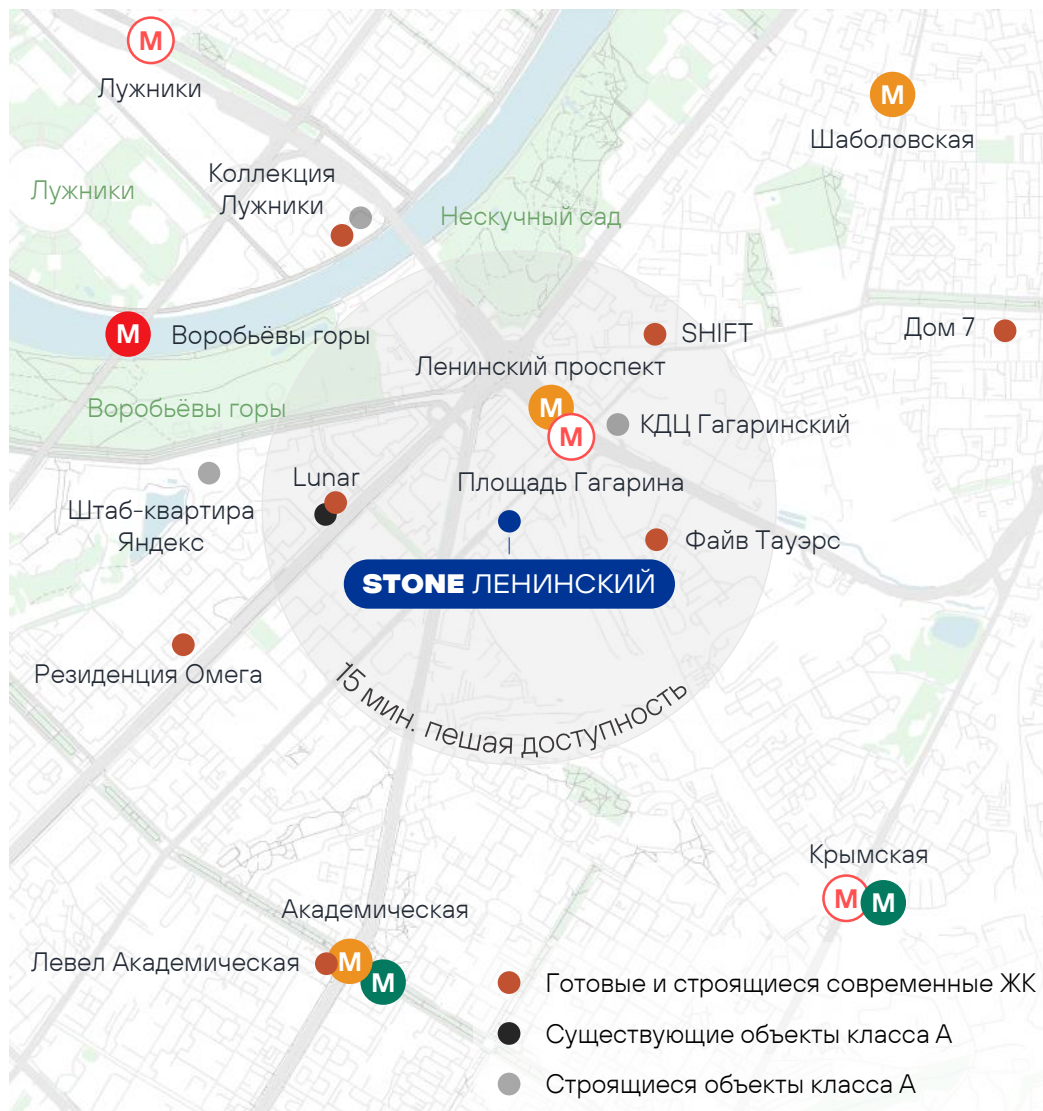 М
Лужники
М
Шаболовская
Коллекция
Лужники
Лужники
Нескучный сад
М
Воробьёвы горы
SHIFT
Дом 7
Ленинский проспект
Воробьёвы горы
М
М
КДЦ Гагаринский
Lunar
Площадь Гагарина
Штаб-квартира
Яндекс
Файв Тауэрс
STONE ЛЕНИНСКИЙ
Резиденция Омега
15 мин. пешая доступность
Крымская
М
М
Академическая
Левел Академическая
М
М
Готовые и строящиеся современные ЖК
Существующие объекты класса А
Строящиеся объекты класса А